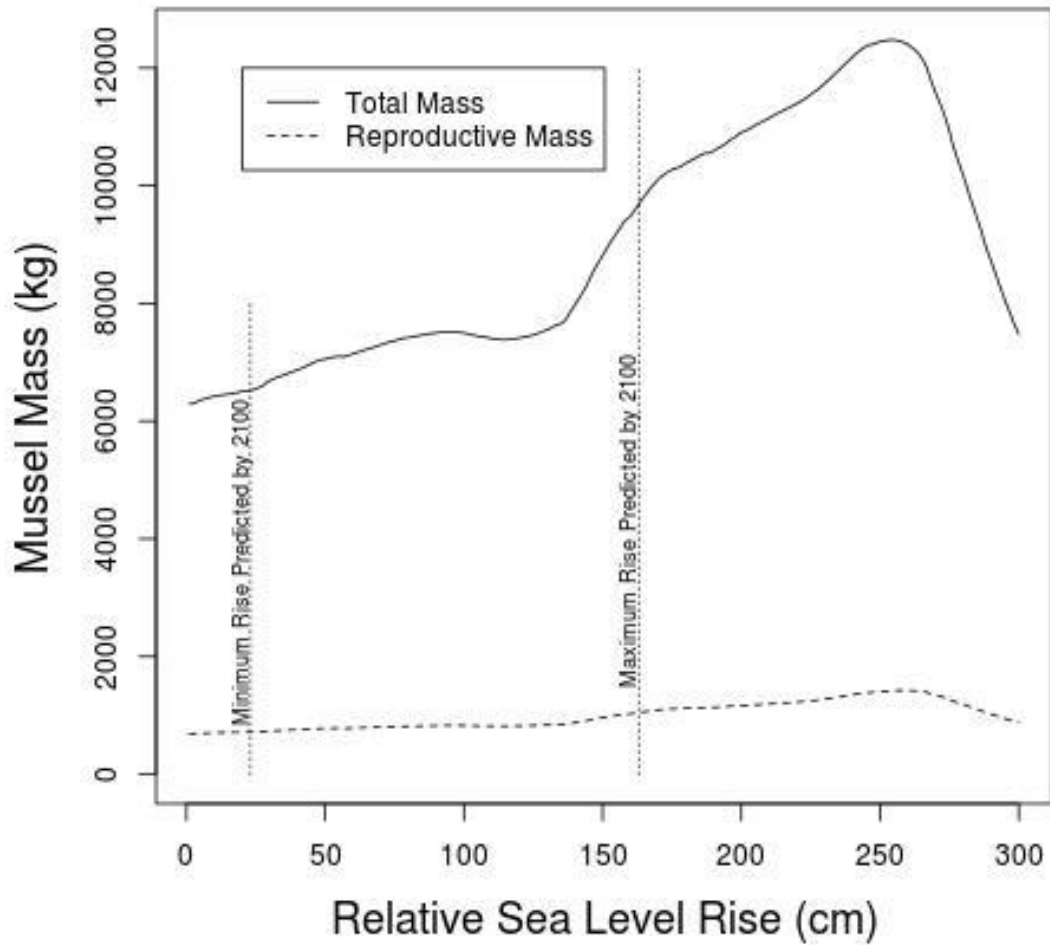 Total Mass
Reproductive Mass
Mussel Mass (kg)
12000
10000
8000
6000
4000
2000
0
Minimum Rise Predicted by 2100
Maximum Rise Predicted by 2100
0 50 100 150 200 250 300
Relative Sea Level Rise (cm)